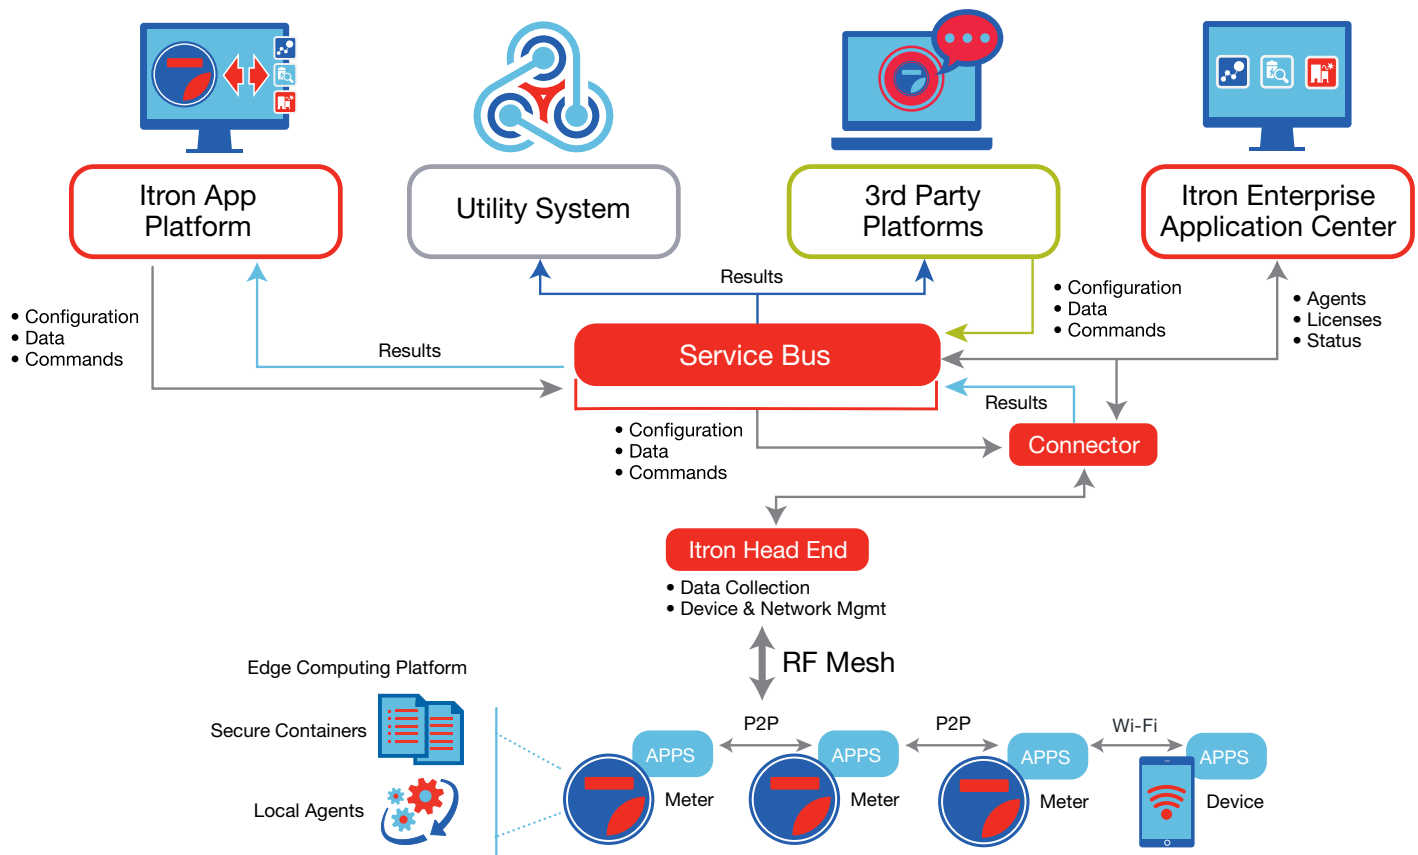 Itron App
Platform
Utility System
3rd Party
Platforms
Itron Enterprise
Application Center
• Configuration
• Data
• Commands
Results
Results
• Configuration
• Data
• Commands
• Agents
• Licenses
• Status
Service Bus
Results
• Configuration
• Data
• Commands
Connector
Itron Head End
• Data Collection
• Device & Network Mgmt
RF Mesh
Edge Computing Platform
Secure Containers
Local Agents
P2P
P2P
Wi-Fi
APPS
APPS
APPS
APPS
Meter
Meter
Meter
Device